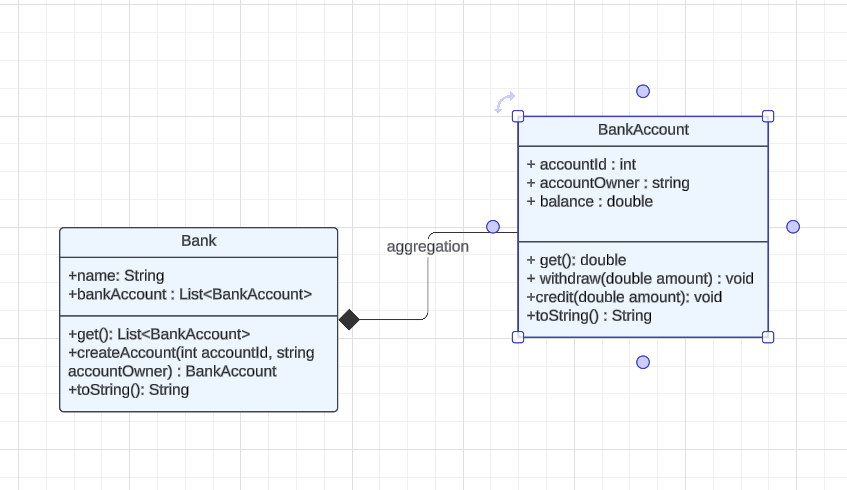 BankAccount
+ accountId : int
+ accountOwner : string
+ balance : double
+ get(): double
+ withdraw(double amount) : void
+credit(double amount): void
+toString() : String
aggregation
Bank
+name: String
+bankAccount : List<BankAccount>
+get(): List<BankAccount>
+createAccount(int accountId, string
accountOwner) : BankAccount
+toString(): String